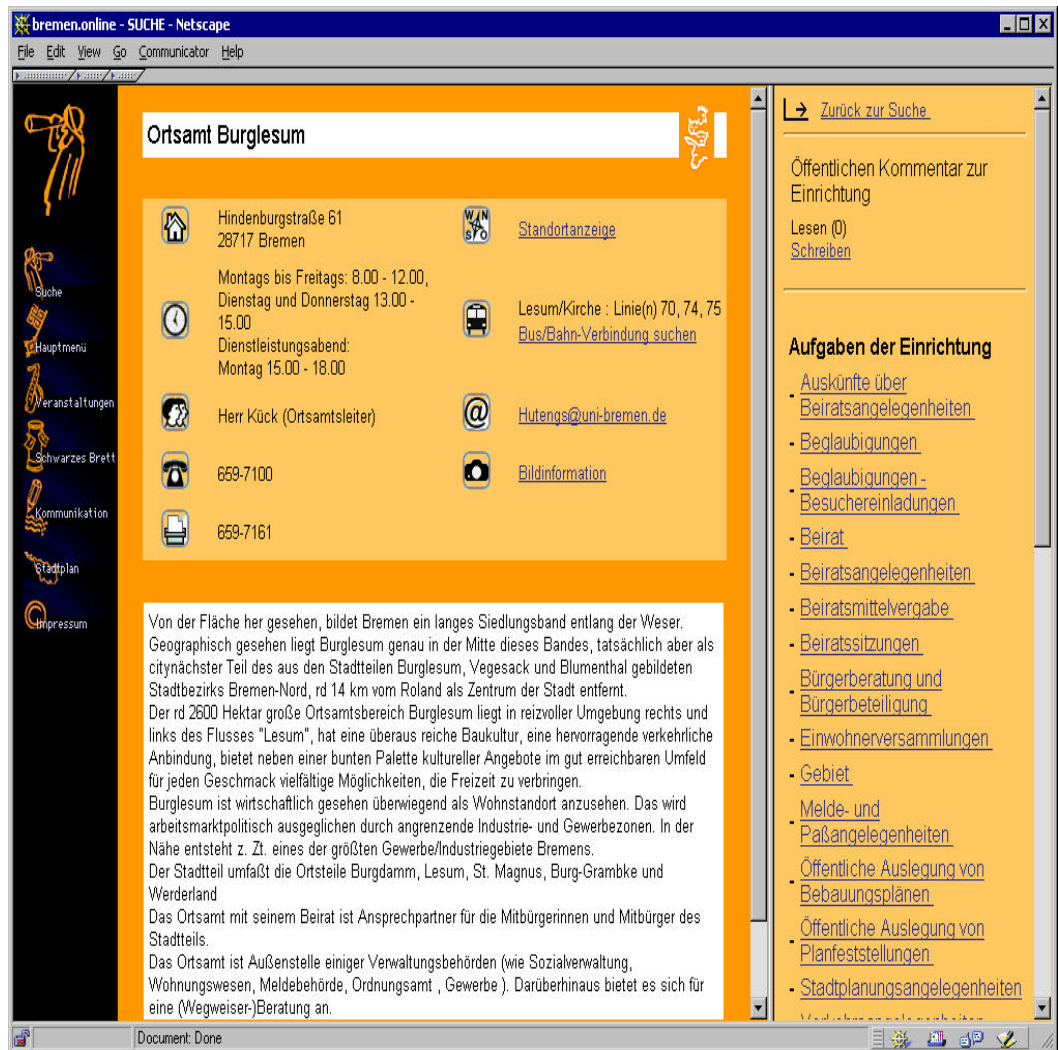 bremen.online - SUCHE - Netscape
File Edit View Go Communicator Help
Suche
Hauptmenü
Veranstaltungen
Schwarzes Brett
Kommunikation
Stadtplan
Impressum
Ortsamt Burglesum
Hindenburgstraße 61
28717 Bremen
W N
S O
Standortanzeige
Montags bis Freitags: 8.00 - 12.00,
Dienstag und Donnerstag 13.00 -
15.00
Dienstleistungsabend:
Montag 15.00 - 18.00
Lesum/Kirche : Linie(n) 70, 74, 75
Bus/Bahn-Verbindung suchen
Herr Kück (Ortsamtsleiter)
@
Hutengs@uni-bremen.de
659-7100
Bildinformation
659-7161
Von der Fläche her gesehen, bildet Bremen ein langes Siedlungsband entlang der Weser.
Geographisch gesehen liegt Burglesum genau in der Mitte dieses Bandes, tatsächlich aber als
citynächster Teil des aus den Stadtteilen Burglesum, Vegesack und Blumenthal gebildeten
Stadtbezirks Bremen-Nord, rd 14 km vom Roland als Zentrum der Stadt entfernt.
Der rd 2600 Hektar große Ortsamtsbereich Burglesum liegt in reizvoller Umgebung rechts und
links des Flusses "Lesum", hat eine überaus reiche Baukultur, eine hervorragende verkehrliche
Anbindung, bietet neben einer bunten Palette kultureller Angebote im gut erreichbaren Umfeld
für jeden Geschmack vielfältige Möglichkeiten, die Freizeit zu verbringen.
Burglesum ist wirtschaftlich gesehen überwiegend als Wohnstandort anzusehen. Das wird
arbeitsmarktpolitisch ausgeglichen durch angrenzende Industrie- und Gewerbezonen. In der
Nähe entsteht z. Zt. eines der größten Gewerbe/Industriegebiete Bremens.
Der Stadtteil umfaßt die Ortsteile Burgdamm, Lesum, St. Magnus, Burg-Grambke und
Werderland
Das Ortsamt mit seinem Beirat ist Ansprechpartner für die Mitbürgerinnen und Mitbürger des
Stadtteils.
Das Ortsamt ist Außenstelle einiger Verwaltungsbehörden (wie Sozialverwaltung,
Wohnungswesen, Meldebehörde, Ordnungsamt , Gewerbe ). Darüberhinaus bietet es sich für
eine (Wegweiser-)Beratung an.
Zurück zur Suche
Öffentlichen Kommentar zur
Einrichtung
Lesen (0)
Schreiben
Aufgaben der Einrichtung
- Auskünfte über
Beiratsangelegenheiten
- Beglaubigungen
- Beglaubigungen -
Besuchereinladungen
- Beirat
- Beiratsangelegenheiten
- Beiratsmittelvergabe
- Beiratssitzungen
- Bürgerberatung und
Bürgerbeteiligung
- Einwohnerversammlungen
- Gebiet
- Melde- und
Paßangelegenheiten
- Öffentliche Auslegung von
Bebauungsplänen
- Öffentliche Auslegung von
Planfeststellungen
- Stadtplanungsangelegenheiten
Document: Done